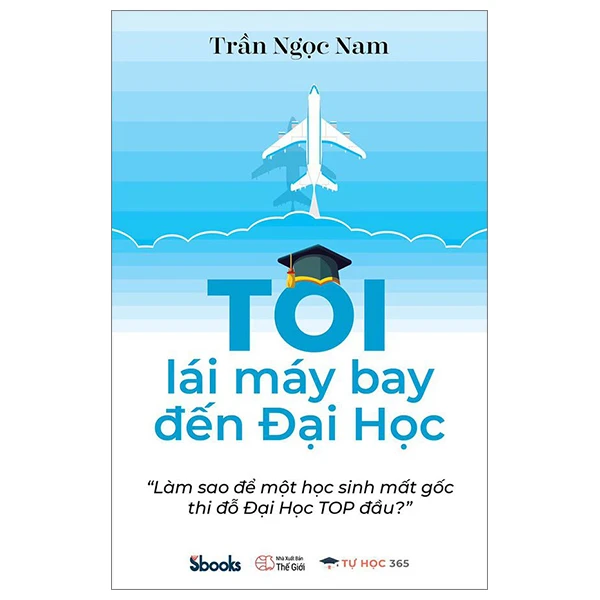 Trần Ngọc Nam
TÔI
lái máy bay
đến Đại Học
“Làm sao để một học sinh mất gốc
thi đỗ Đại Học TOP đầu?”
Sbooks
Nhà Xuất Bản
Thế Giới
TỰ HỌC 365